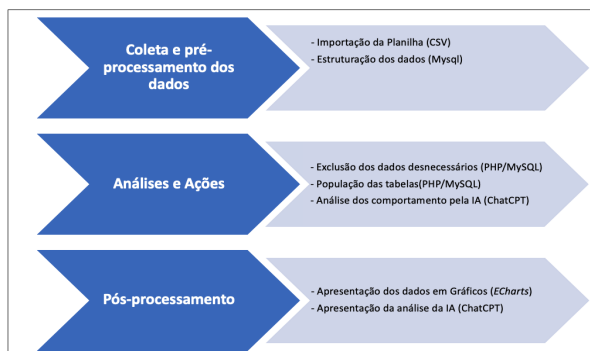 Coleta e pré-
processamento dos
dados
- Importação da Planilha (CSV)
- Estruturação dos dados (Mysql)
Análises e Ações
- Exclusão dos dados desnecessários (PHP/MySQL)
- População das tabelas(PHP/MySQL)
- Análise dos comportamento pela IA (ChatCPT)
Pós-processamento
- Apresentação dos dados em Gráficos (ECharts)
- Apresentação da análise da IA (ChatCPT)